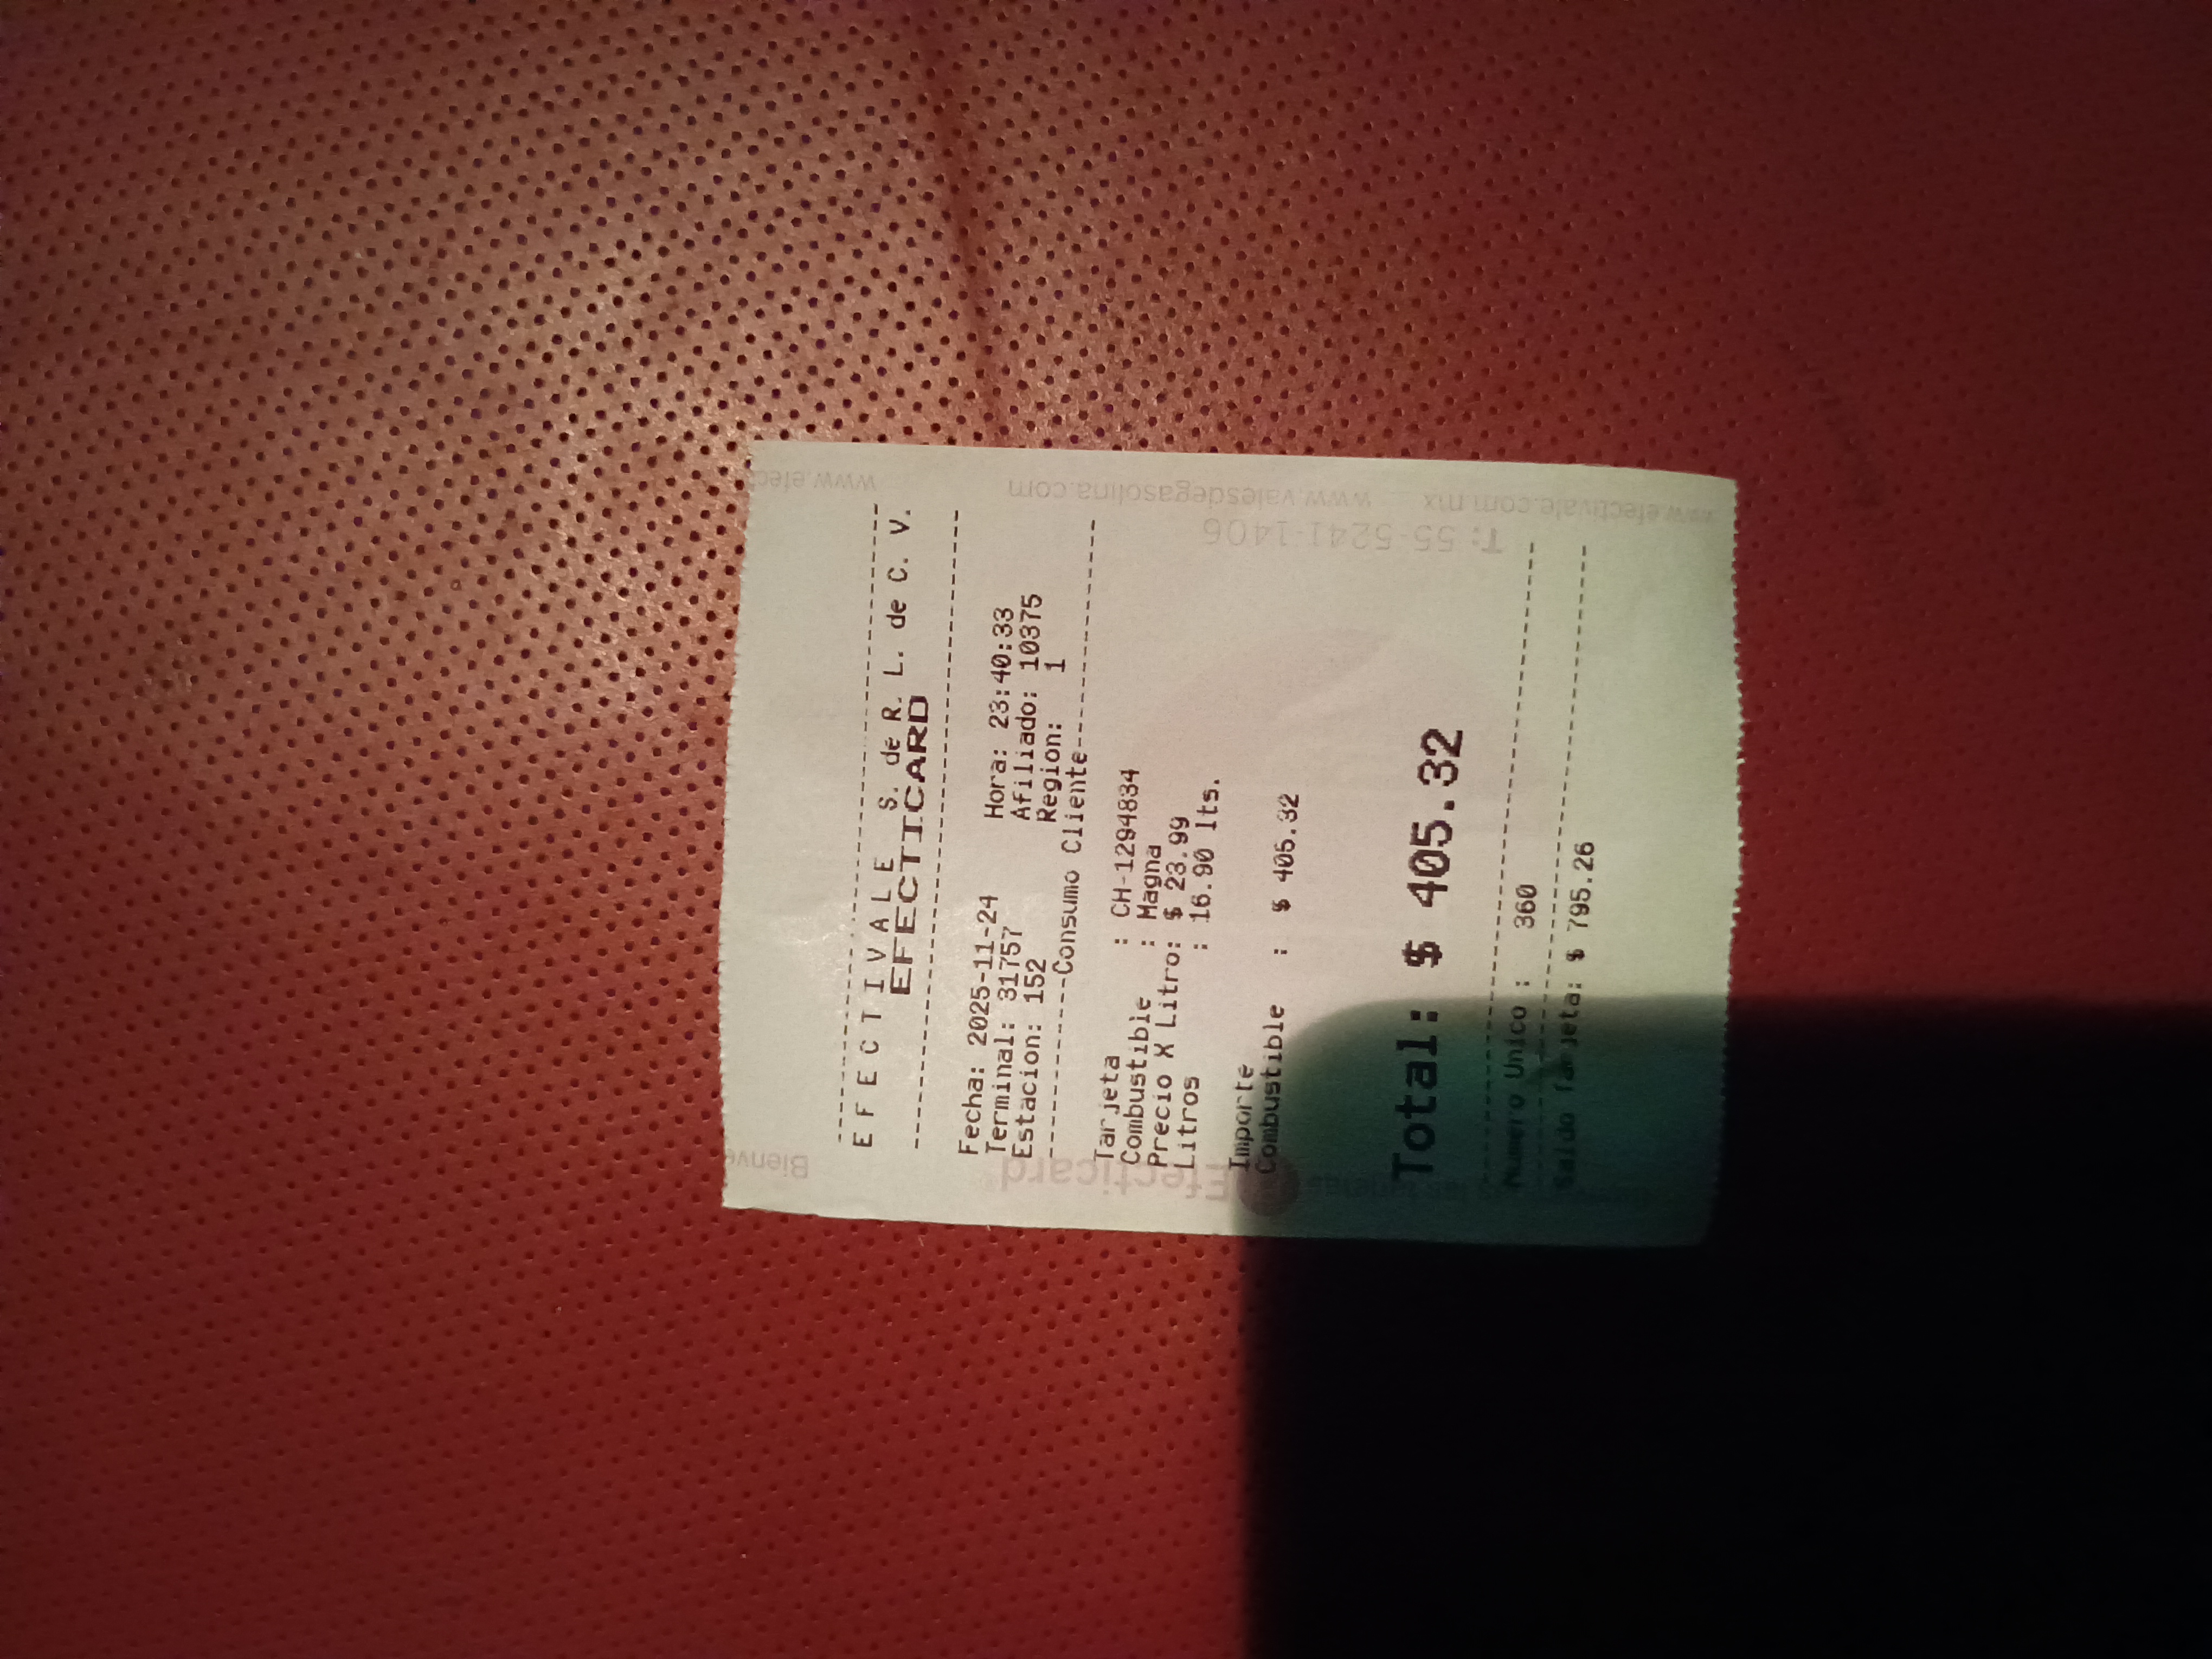 E F E C T I V A L E  S. de R. L. de C. V.
EFECTICARD
Fecha: 2025-11-24 Hora: 23:40:33
Terminal: 31757 Afiliado: 10375
Estacion: 152 Region: 1
Consumo Cliente
Tarjeta : CH-12948834
Combustible : Magna
Precio X Litro: $ 23.99
Litros : 16.90 lts.
Importe
Combustible : $ 405.32
Total: $ 405.32
Numero Unico : 360
Saldo Tarjeta: $ 795.26
T: 55-5241-1406
www.efectivale.com.mx www.valesdegasolina.com
Efecticard